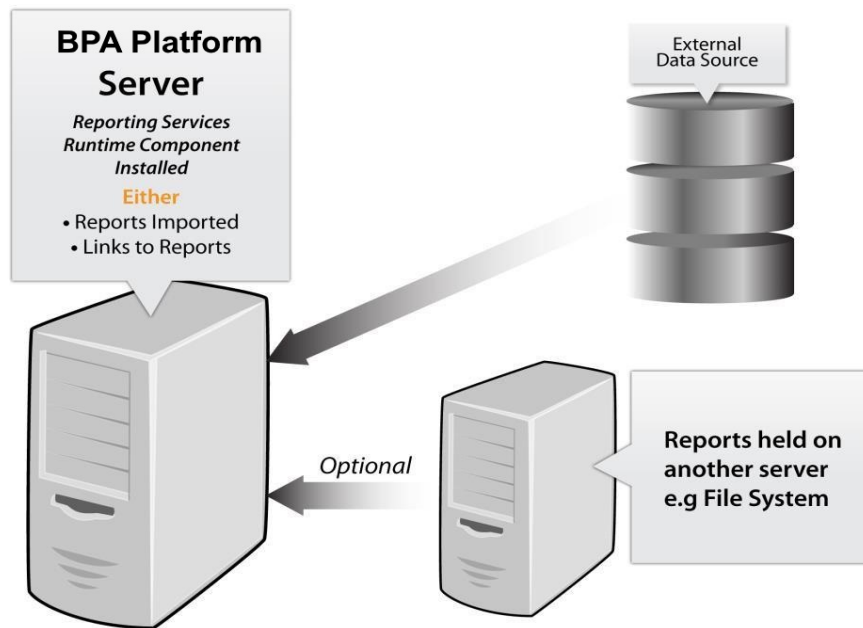 BPA Platform
Server
Reporting Services
Runtime Component
Installed
Either
• Reports Imported
• Links to Reports
External
Data Source
Optional
Reports held on
another server
e.g File System